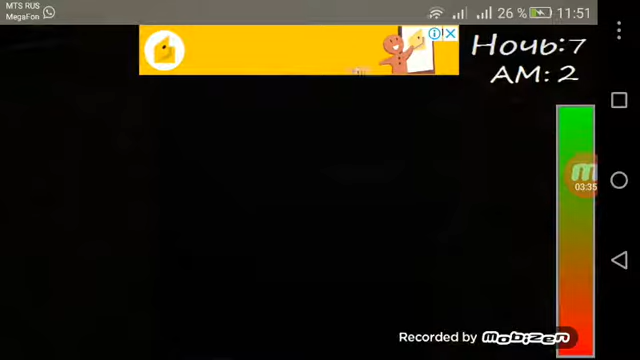 MTS RUS
MegaFon
26 % 11:51
Ночь:7
AM: 2
03:35
Recorded by mobizen